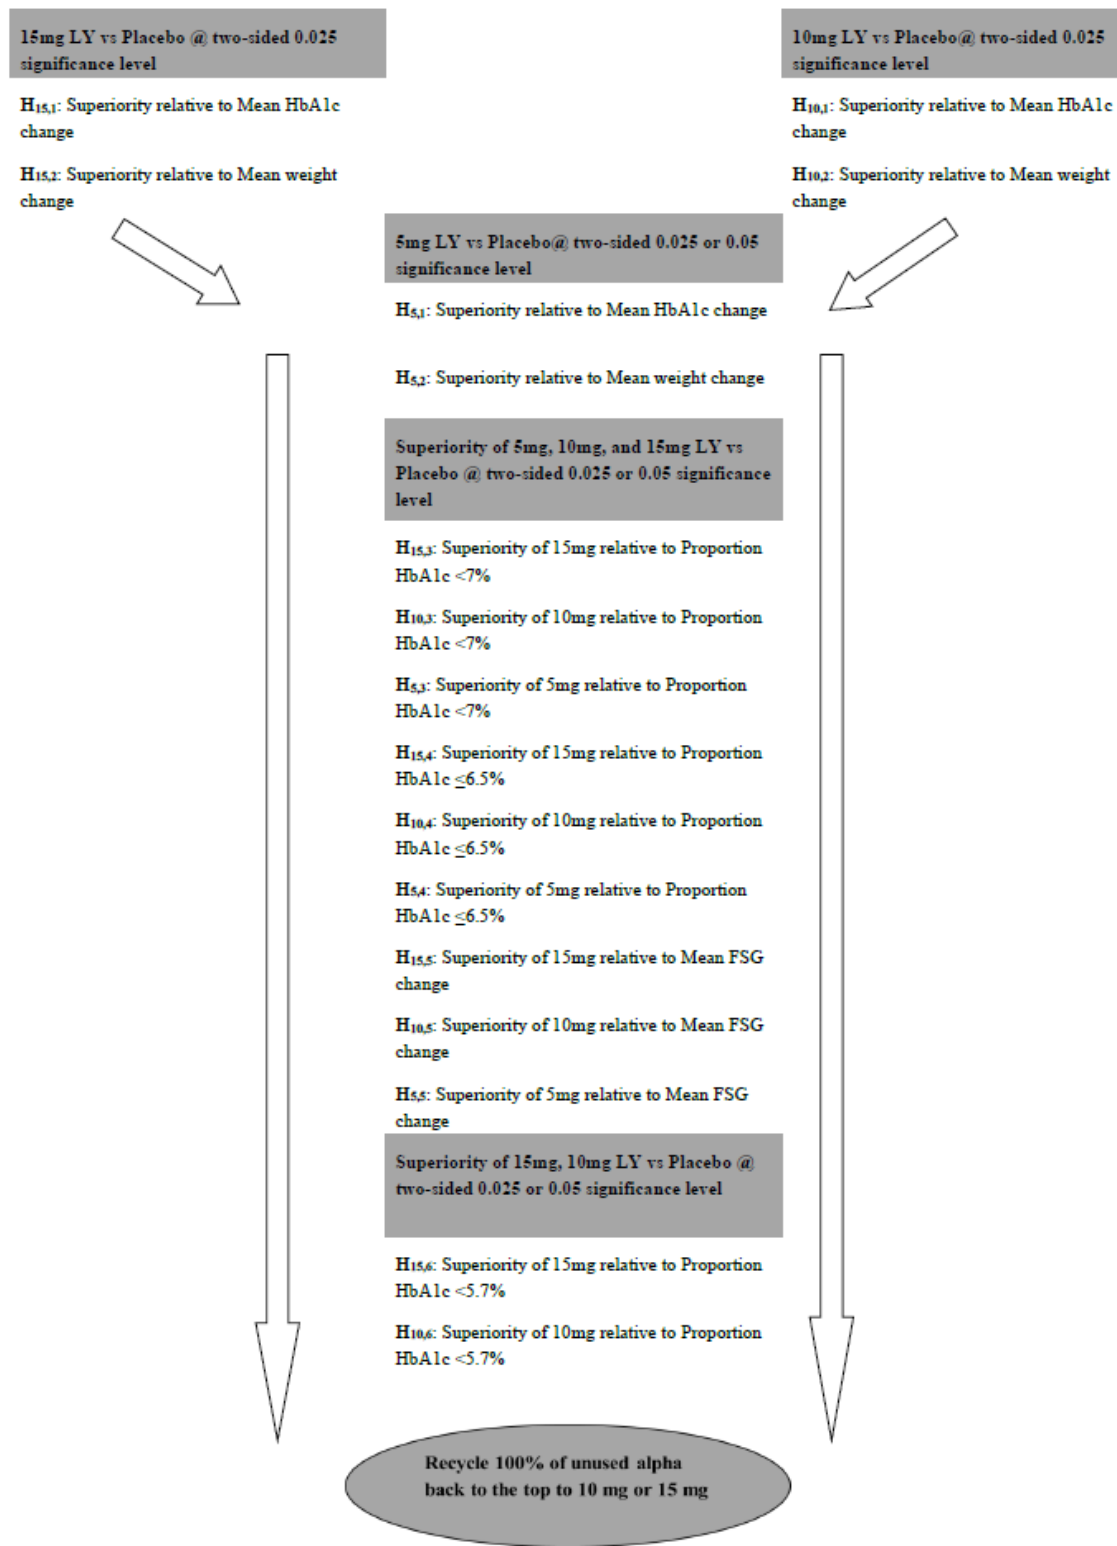 15mg LY vs Placebo @ two-sided 0.025
significance level
H15,1: Superiority relative to Mean HbA1c
change
H15,2: Superiority relative to Mean weight
change
10mg LY vs Placebo@ two-sided 0.025
significance level
H10,1: Superiority relative to Mean HbA1c
change
H10,2: Superiority relative to Mean weight
change
5mg LY vs Placebo@ two-sided 0.025 or 0.05
significance level
H5,1: Superiority relative to Mean HbA1c change
H5,2: Superiority relative to Mean weight change
Superiority of 5mg, 10mg, and 15mg LY vs
Placebo @ two-sided 0.025 or 0.05 significance
level
H15,3: Superiority of 15mg relative to Proportion
HbA1c <7%
H10,3: Superiority of 10mg relative to Proportion
HbA1c <7%
H5,3: Superiority of 5mg relative to Proportion
HbA1c <7%
H15,4: Superiority of 15mg relative to Proportion
HbA1c ≤6.5%
H10,4: Superiority of 10mg relative to Proportion
HbA1c ≤6.5%
H5,4: Superiority of 5mg relative to Proportion
HbA1c ≤6.5%
H15,5: Superiority of 15mg relative to Mean FSG
change
H10,5: Superiority of 10mg relative to Mean FSG
change
H5,5: Superiority of 5mg relative to Mean FSG
change
Superiority of 15mg, 10mg LY vs Placebo @
two-sided 0.025 or 0.05 significance level
H15,6: Superiority of 15mg relative to Proportion
HbA1c <5.7%
H10,6: Superiority of 10mg relative to Proportion
HbA1c <5.7%
Recycle 100% of unused alpha
back to the top to 10 mg or 15 mg